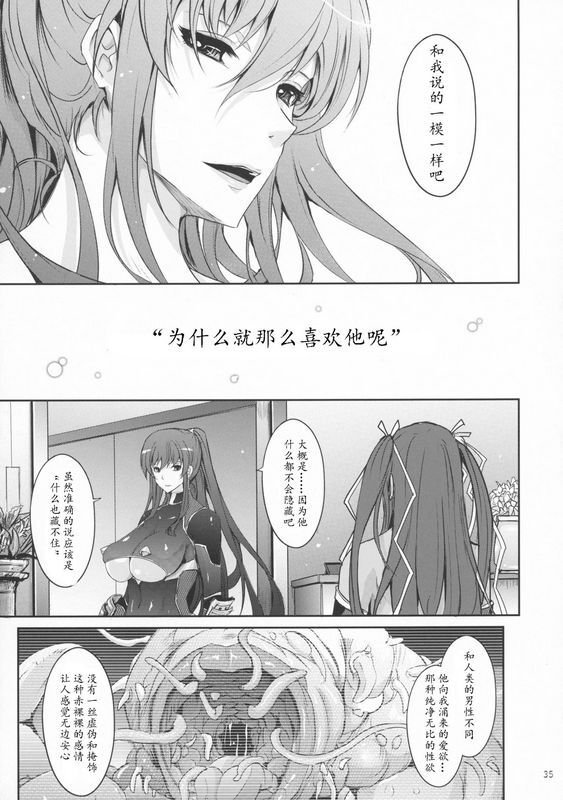 和我说的
一模一样吧
“为什么就那么喜欢他呢”
大概是……因为他
什么都不会隐藏吧
虽然准确的说应该是
“什么也藏不住”
和人类的男性不同
他向我涌来的爱欲…
那种纯净无比的性欲
没有一丝虚伪和掩饰
这种赤裸裸的感情
让人感觉无边安心
35